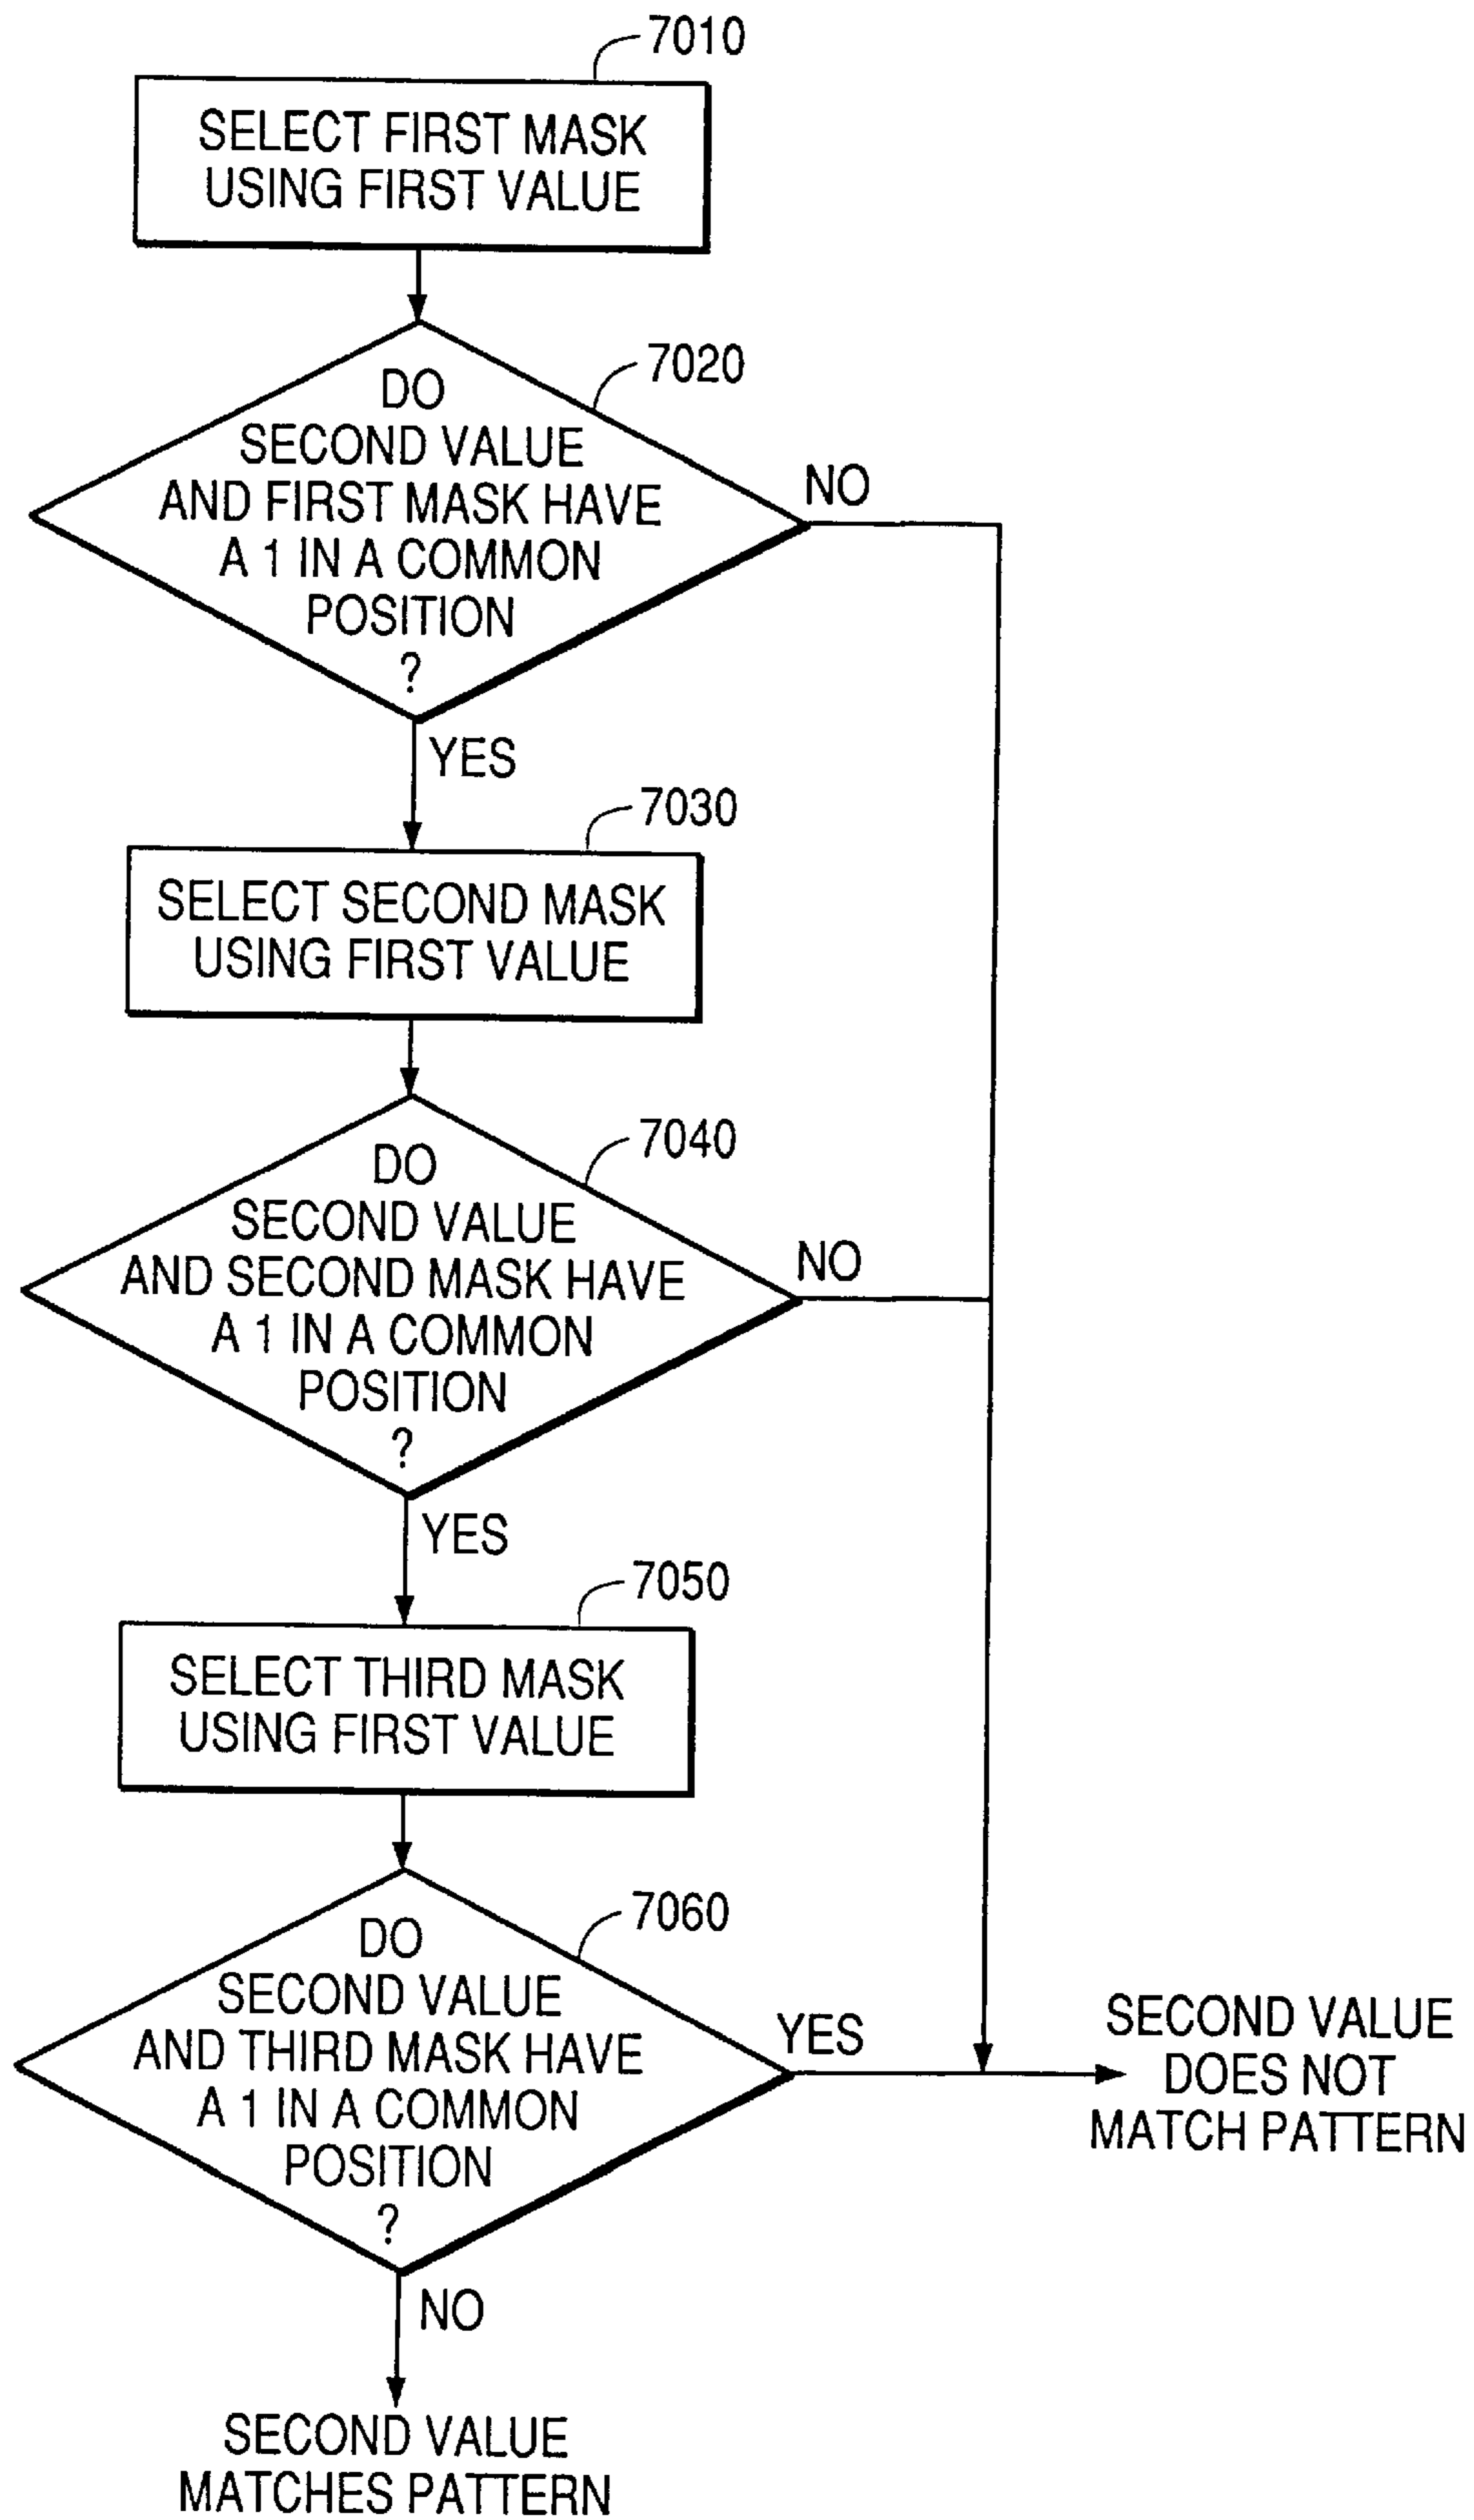 7010
SELECT FIRST MASK
USING FIRST VALUE
7020
DO
SECOND VALUE
AND FIRST MASK HAVE
A 1 IN A COMMON
POSITION
?
NO
YES
7030
SELECT SECOND MASK
USING FIRST VALUE
7040
DO
SECOND VALUE
AND SECOND MASK HAVE
A 1 IN A COMMON
POSITION
?
NO
YES
7050
SELECT THIRD MASK
USING FIRST VALUE
7060
DO
SECOND VALUE
AND THIRD MASK HAVE
A 1 IN A COMMON
POSITION
?
YES
SECOND VALUE
DOES NOT
MATCH PATTERN
NO
SECOND VALUE
MATCHES PATTERN